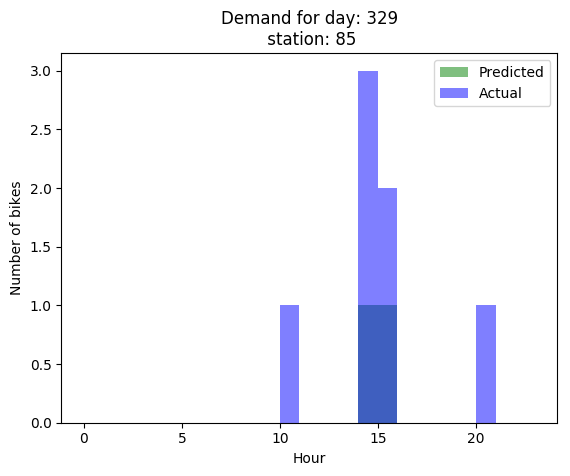 Demand for day: 329
station: 85
Predicted
Actual
Number of bikes
3.0
2.5
2.0
1.5
1.0
0.5
0.0
0 5 10 15 20
Hour